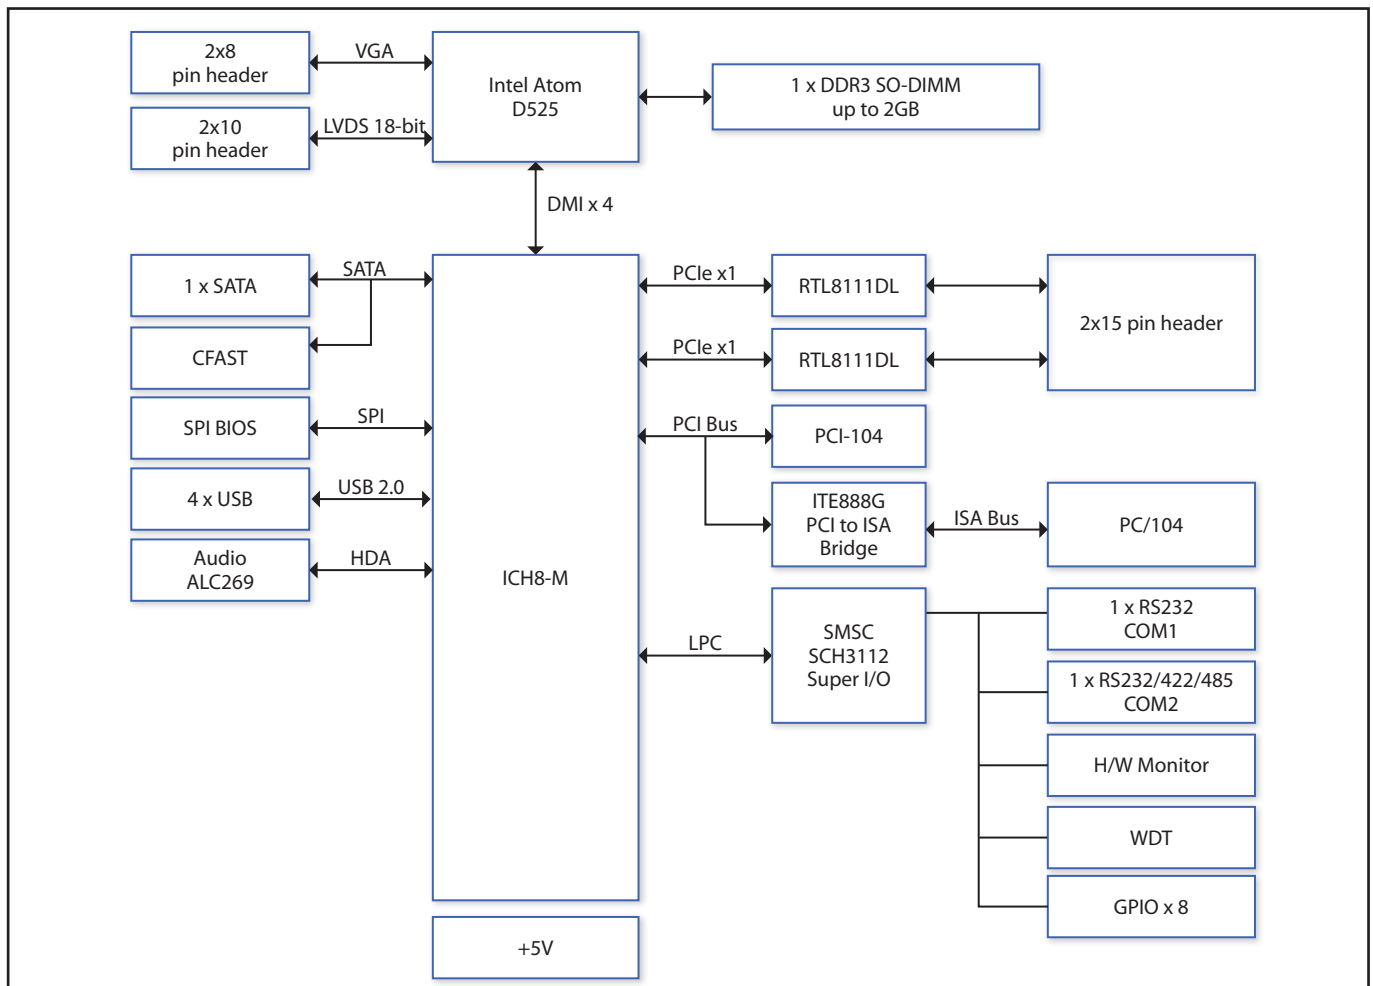 2x8
pin header
VGA
Intel Atom
D525
1 x DDR3 SO-DIMM
up to 2GB
2x10
pin header
LVDS 18-bit
DMI x 4
1 x SATA
SATA
CFAST
SPI BIOS
SPI
4 x USB
USB 2.0
Audio
ALC269
HDA
ICH8-M
PCIe x1
RTL8111DL
2x15 pin header
PCIe x1
RTL8111DL
PCI Bus
PCI-104
ITE888G
PCI to ISA
Bridge
ISA Bus
PC/104
LPC
SMSC
SCH3112
Super I/O
1 x RS232
COM1
1 x RS232/422/485
COM2
H/W Monitor
WDT
GPIO x 8
+5V